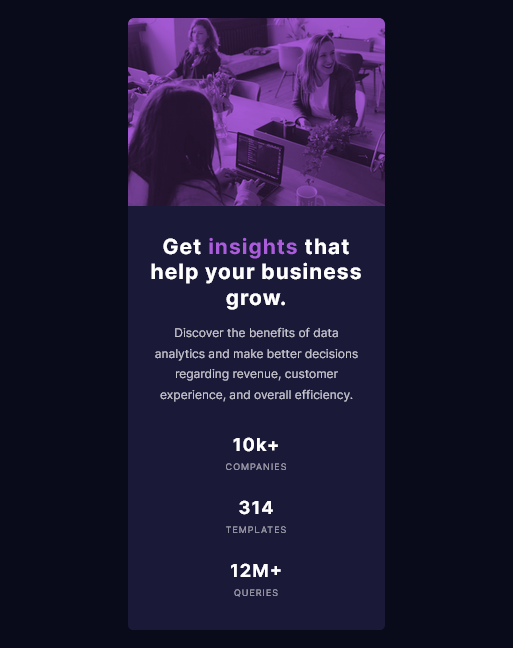 Get insights that
help your business
grow.
Discover the benefits of data
analytics and make better decisions
regarding revenue, customer
experience, and overall efficiency.
10k+
COMPANIES
314
TEMPLATES
12M+
QUERIES